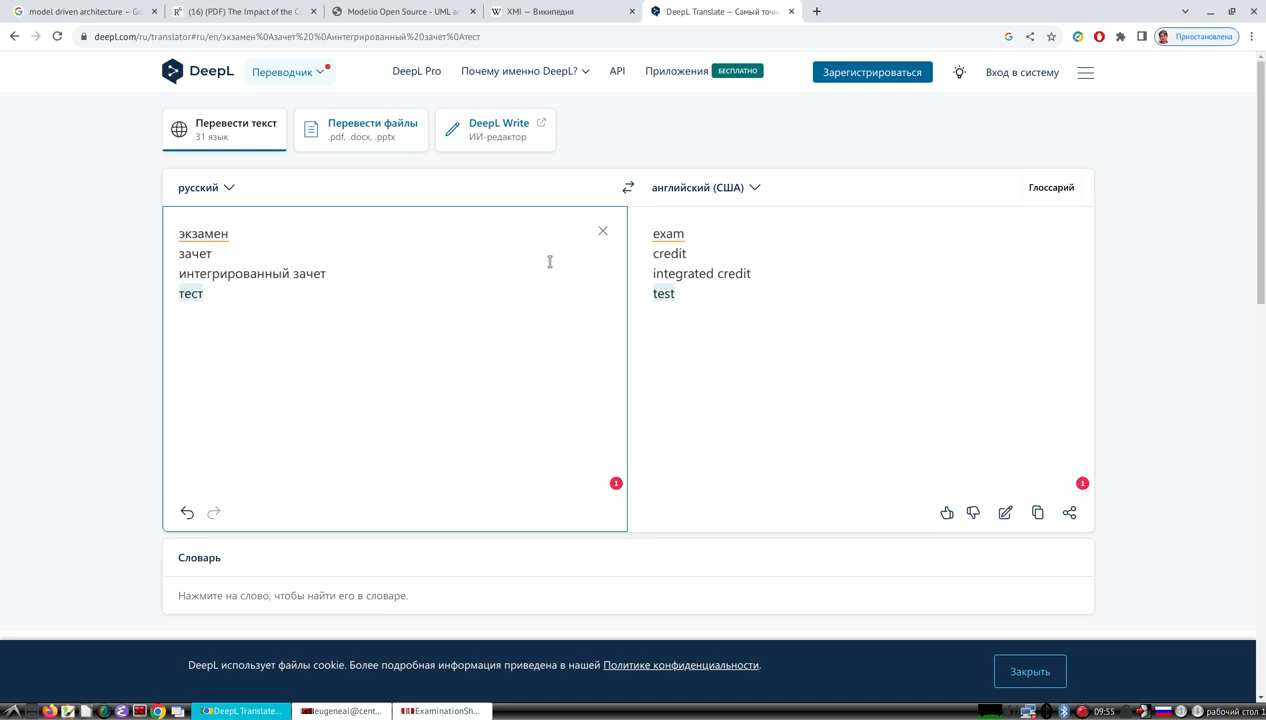 model driven architecture – Go
(16) (PDF) The Impact of the C
Modelio Open Source - UML an
XMI — Википедия
DeepL Translate – Самый точн
deepl.com/ru/translator#ru/en/экзамен%0Aзачет%20%0Aинтегрированный%20зачет%0Aтест
Приостановлена
DeepL
Переводчик
DeepL Pro
Почему именно DeepL?
API
Приложения БЕСПЛАТНО
Зарегистрироваться
Вход в систему
Перевести текст
31 язык
Перевести файлы
.pdf, .docx, .pptx
DeepL Write
ИИ-редактор
русский
английский (США)
Глоссарий
экзамен
зачет
интегрированный зачет
тест
exam
credit
integrated credit
test
1
1
Словарь
Нажмите на слово, чтобы найти его в словаре.
DeepL использует файлы cookie. Более подробная информация приведена в нашей Политике конфиденциальности.
Закрыть
DeepL Translate...
eugeneai@cent...
ExaminationSh...
09:55
рабочий стол 1